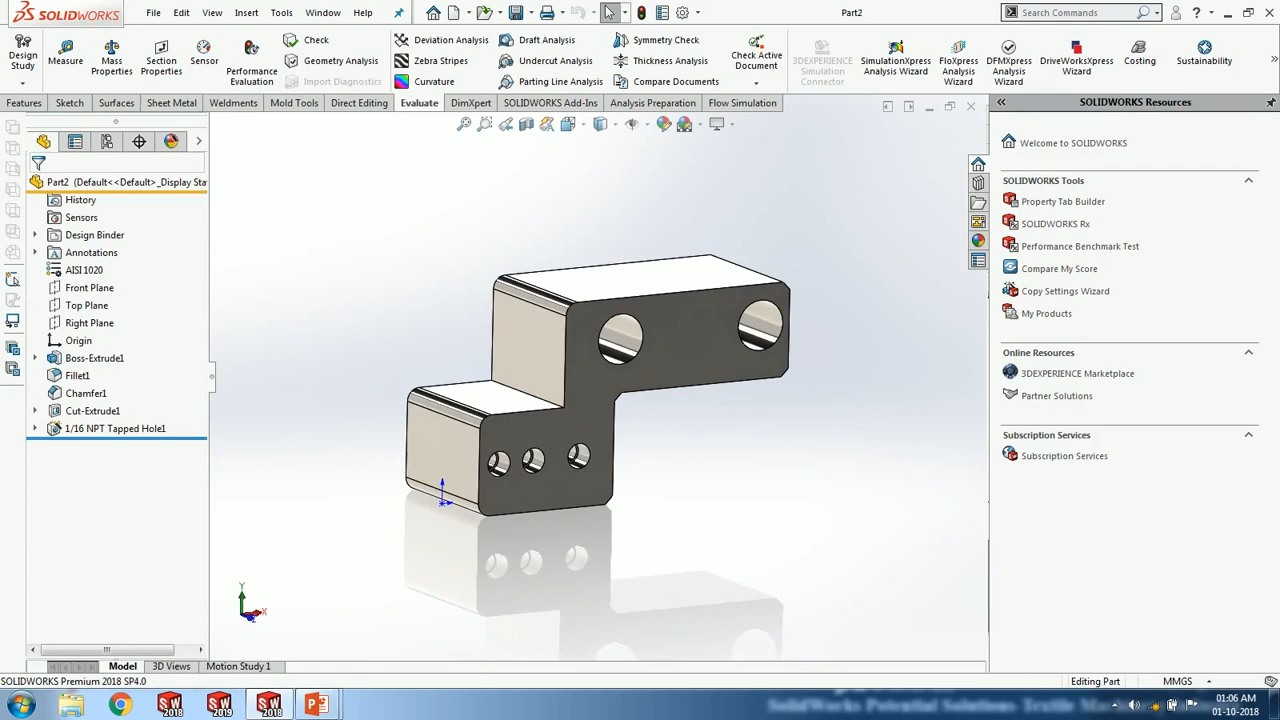 SOLIDWORKS
File Edit View Insert Tools Window Help
Part2
Search Commands
Design Study
Measure
Mass Properties
Section Properties
Sensor
Performance Evaluation
Check
Geometry Analysis
Import Diagnostics
Deviation Analysis
Zebra Stripes
Curvature
Draft Analysis
Undercut Analysis
Parting Line Analysis
Symmetry Check
Thickness Analysis
Compare Documents
Check Active Document
3DEXPERIENCE Simulation Connector
SimulationXpress Analysis Wizard
FloXpress Analysis Wizard
DFMXpress Analysis Wizard
DriveWorksXpress Wizard
Costing
Sustainability
Features Sketch Surfaces Sheet Metal Weldments Mold Tools Direct Editing Evaluate DimXpert SOLIDWORKS Add-Ins Analysis Preparation Flow Simulation
Part2 (Default<<Default>_Display Sta
History
Sensors
Design Binder
Annotations
AISI 1020
Front Plane
Top Plane
Right Plane
Origin
Boss-Extrude1
Fillet1
Chamfer1
Cut-Extrude1
1/16 NPT Tapped Hole1
Y
X
Z
SOLIDWORKS Resources
Welcome to SOLIDWORKS
SOLIDWORKS Tools
Property Tab Builder
SOLIDWORKS Rx
Performance Benchmark Test
Compare My Score
Copy Settings Wizard
My Products
Online Resources
3DEXPERIENCE Marketplace
Partner Solutions
Subscription Services
Subscription Services
Model 3D Views Motion Study 1
SOLIDWORKS Premium 2018 SP4.0
Editing Part
MMGS
2018
2019
2018
01:06 AM
01-10-2018